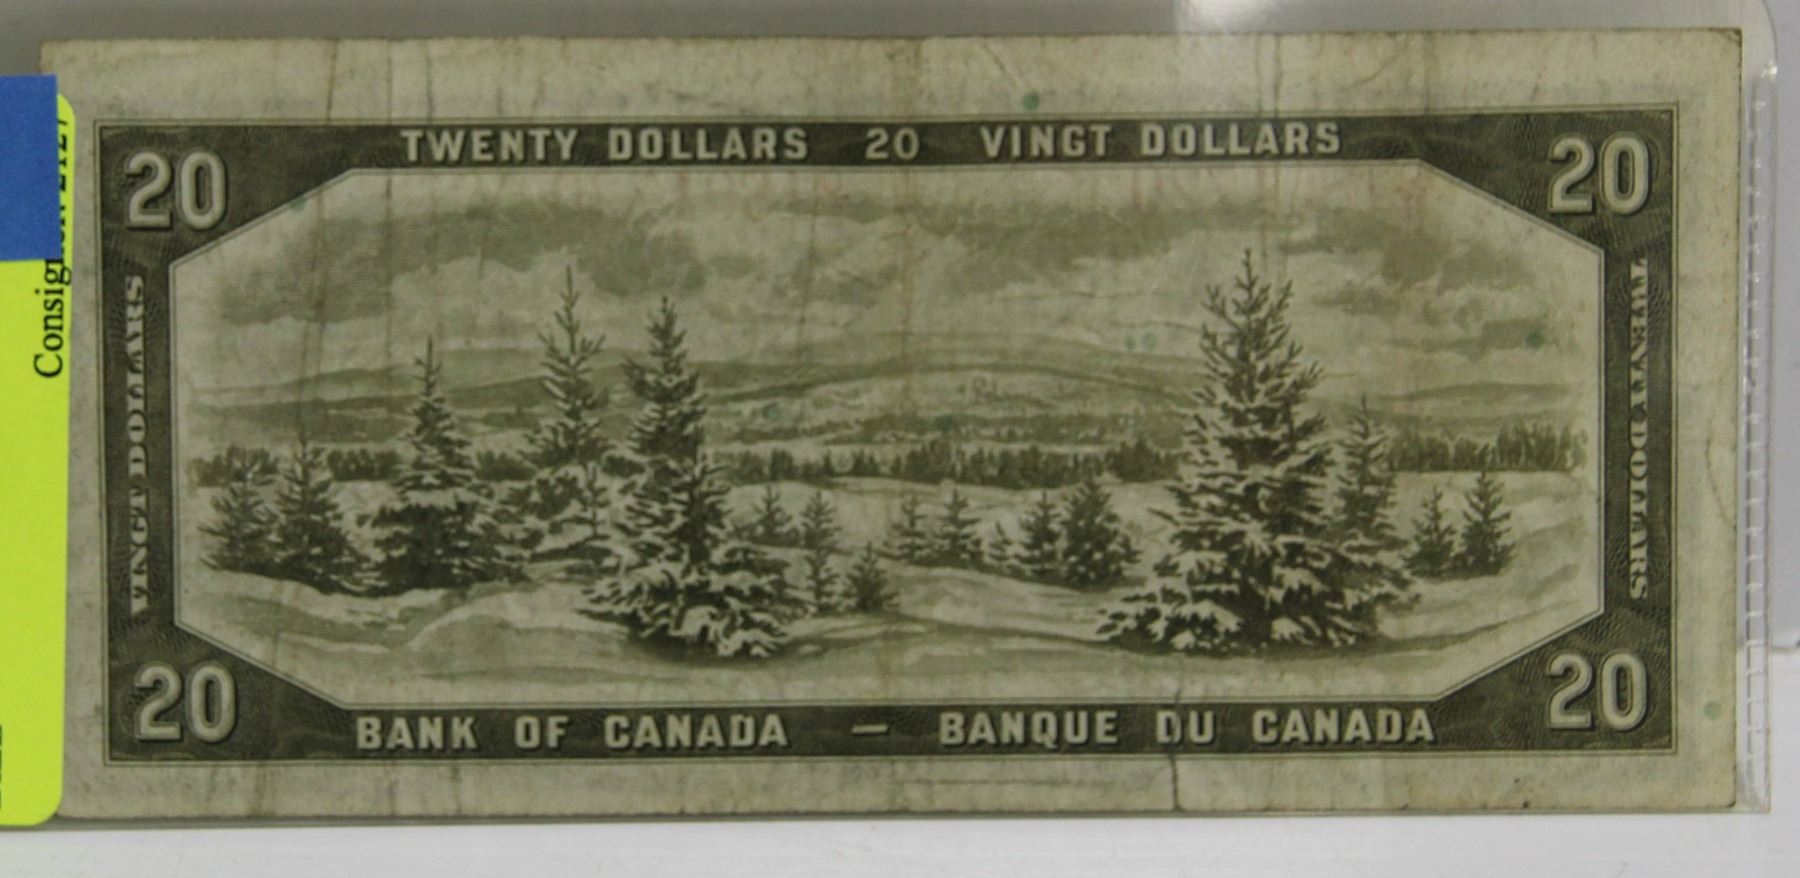 TWENTY DOLLARS 20 VINGT DOLLARS
20
20
VINGT DOLLARS
TWENTY DOLLARS
20
20
BANK OF CANADA — BANQUE DU CANADA